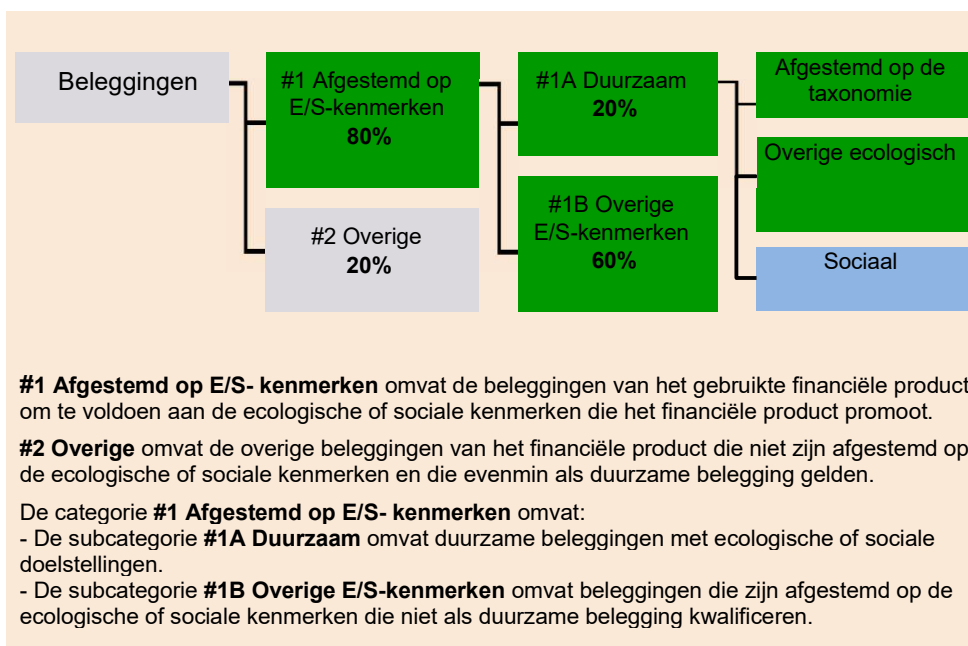 Beleggingen
#1 Afgestemd op
E/S-kenmerken
80%
#2 Overige
20%
#1A Duurzaam
20%
#1B Overige
E/S-kenmerken
60%
Afgestemd op de
taxonomie
Overige ecologisch
Sociaal
#1 Afgestemd op E/S- kenmerken omvat de beleggingen van het gebruikte financiële product
om te voldoen aan de ecologische of sociale kenmerken die het financiële product promoot.
#2 Overige omvat de overige beleggingen van het financiële product die niet zijn afgestemd op
de ecologische of sociale kenmerken en die evenmin als duurzame belegging gelden.
De categorie #1 Afgestemd op E/S- kenmerken omvat:
- De subcategorie #1A Duurzaam omvat duurzame beleggingen met ecologische of sociale
doelstellingen.
- De subcategorie #1B Overige E/S-kenmerken omvat beleggingen die zijn afgestemd op de
ecologische of sociale kenmerken die niet als duurzame belegging kwalificeren.